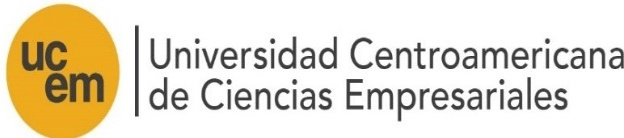 uc
em
Universidad Centroamericana
de Ciencias Empresariales